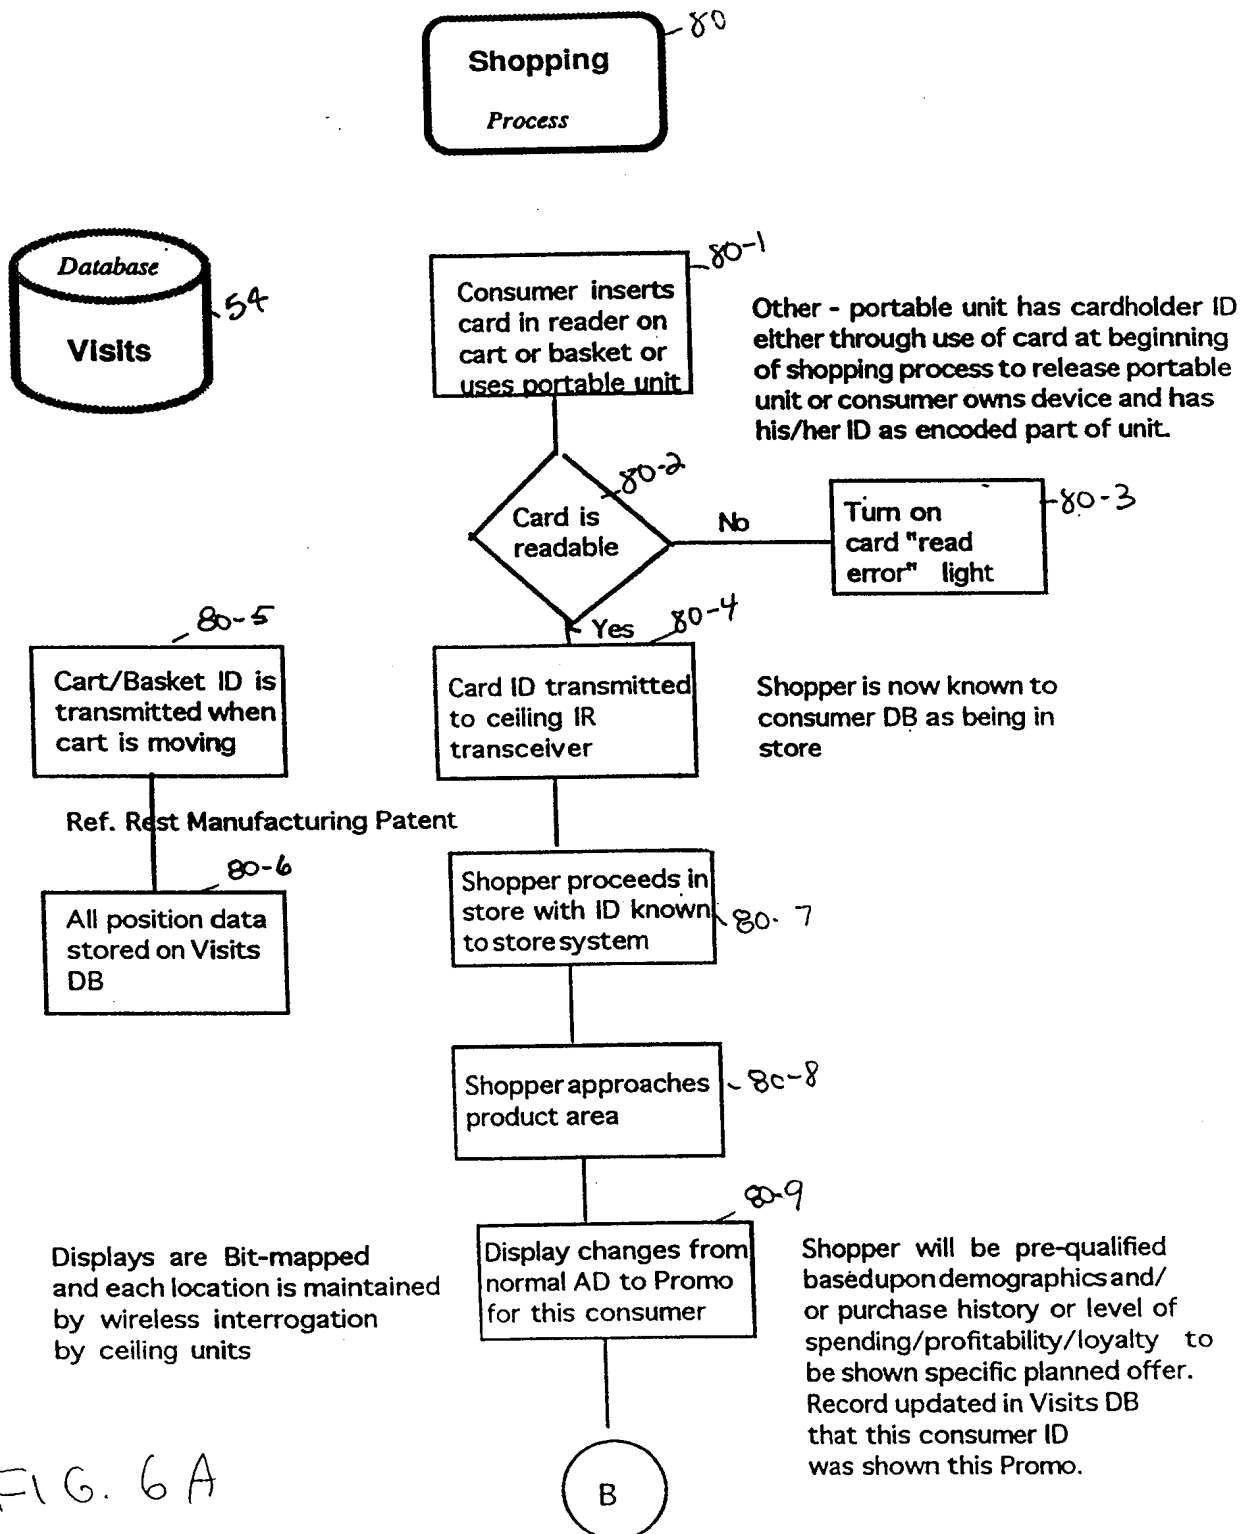 80
Shopping
Process
Database
Visits
54
80-1
Consumer inserts
card in reader on
cart or basket or
uses portable unit
Other - portable unit has cardholder ID
either through use of card at beginning
of shopping process to release portable
unit or consumer owns device and has
his/her ID as encoded part of unit.
80-2
Card is
readable
No
80-3
Turn on
card "read
error" light
Yes
80-5
Cart/Basket ID is
transmitted when
cart is moving
80-4
Card ID transmitted
to ceiling IR
transceiver
Shopper is now known to
consumer DB as being in
store
Ref. Rest Manufacturing Patent
80-6
All position data
stored on Visits
DB
Shopper proceeds in
store with ID known
to store system
80-7
Shopper approaches
product area
80-8
80-9
Displays are Bit-mapped
and each location is maintained
by wireless interrogation
by ceiling units
Display changes from
normal AD to Promo
for this consumer
Shopper will be pre-qualified
based upon demographics and/
or purchase history or level of
spending/profitability/loyalty to
be shown specific planned offer.
Record updated in Visits DB
that this consumer ID
was shown this Promo.
B
FIG. 6A